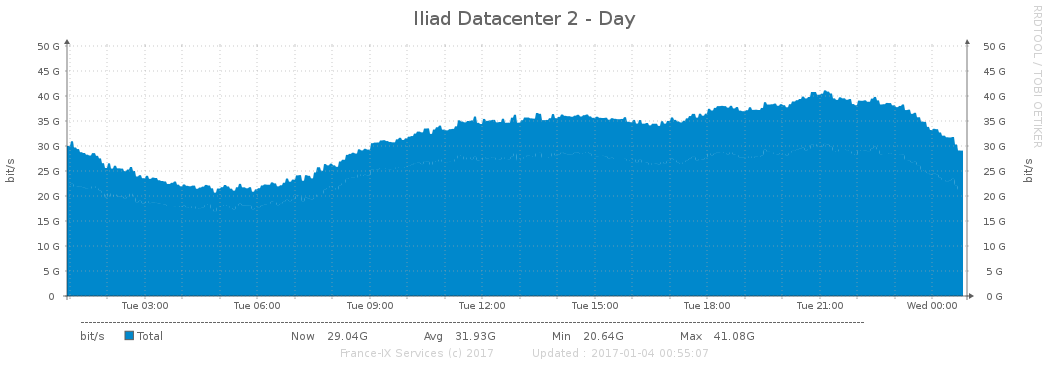 Iliad Datacenter 2 - Day
RRDTOOL / TOBI OETIKER
50 G 50 G
45 G 45 G
40 G 40 G
35 G 35 G
30 G 30 G
25 G 25 G
20 G 20 G
15 G 15 G
10 G 10 G
5 G 5 G
0 0 G
bit/s
bit/s
Tue 03:00 Tue 06:00 Tue 09:00 Tue 12:00 Tue 15:00 Tue 18:00 Tue 21:00 Wed 00:00
bit/s Total Now 29.04G Avg 31.93G Min 20.64G Max 41.08G
France-IX Services (c) 2017 Updated : 2017-01-04 00:55:07